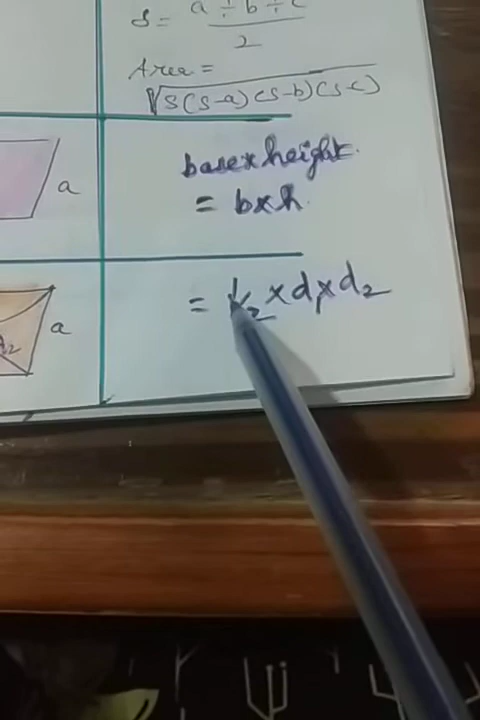 S = a ÷ b ÷ c
2
Area =
√S(S-a)(S-b)(S-c)
base x height
a
= b x h
= 1/2 x d1 x d2
a